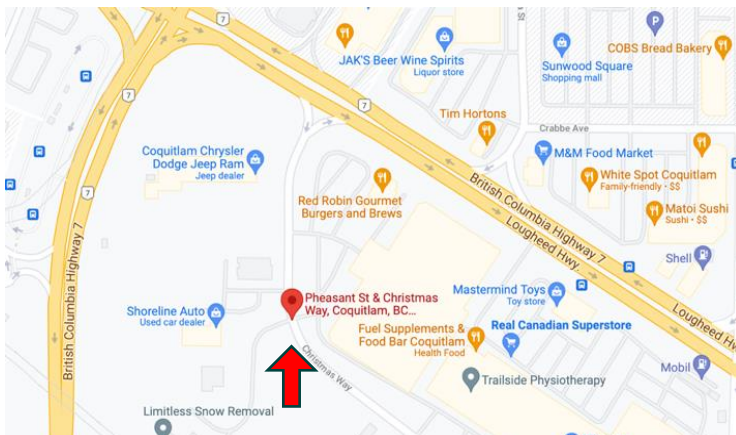 COBS Bread Bakery
P
JAK'S Beer Wine Spirits
Liquor store
Sunwood Square
Shopping mall
7
7
Tim Hortons
Crabbe Ave
Coquitlam Chrysler
Dodge Jeep Ram
Jeep dealer
M&M Food Market
7
White Spot Coquitlam
Family-friendly · $$
Red Robin Gourmet
Burgers and Brews
British Columbia Highway 7
Lougheed Hwy
Matoi Sushi
Sushi · $$
British Columbia Highway 7
Shell
Mastermind Toys
Toy store
Pheasant St & Christmas
Way, Coquitlam, BC...
Shoreline Auto
Used car dealer
Lougheed
Fuel Supplements &
Food Bar Coquitlam
Health Food
Real Canadian Superstore
Christmas Way
Mobil
Trailside Physiotherapy
Limitless Snow Removal